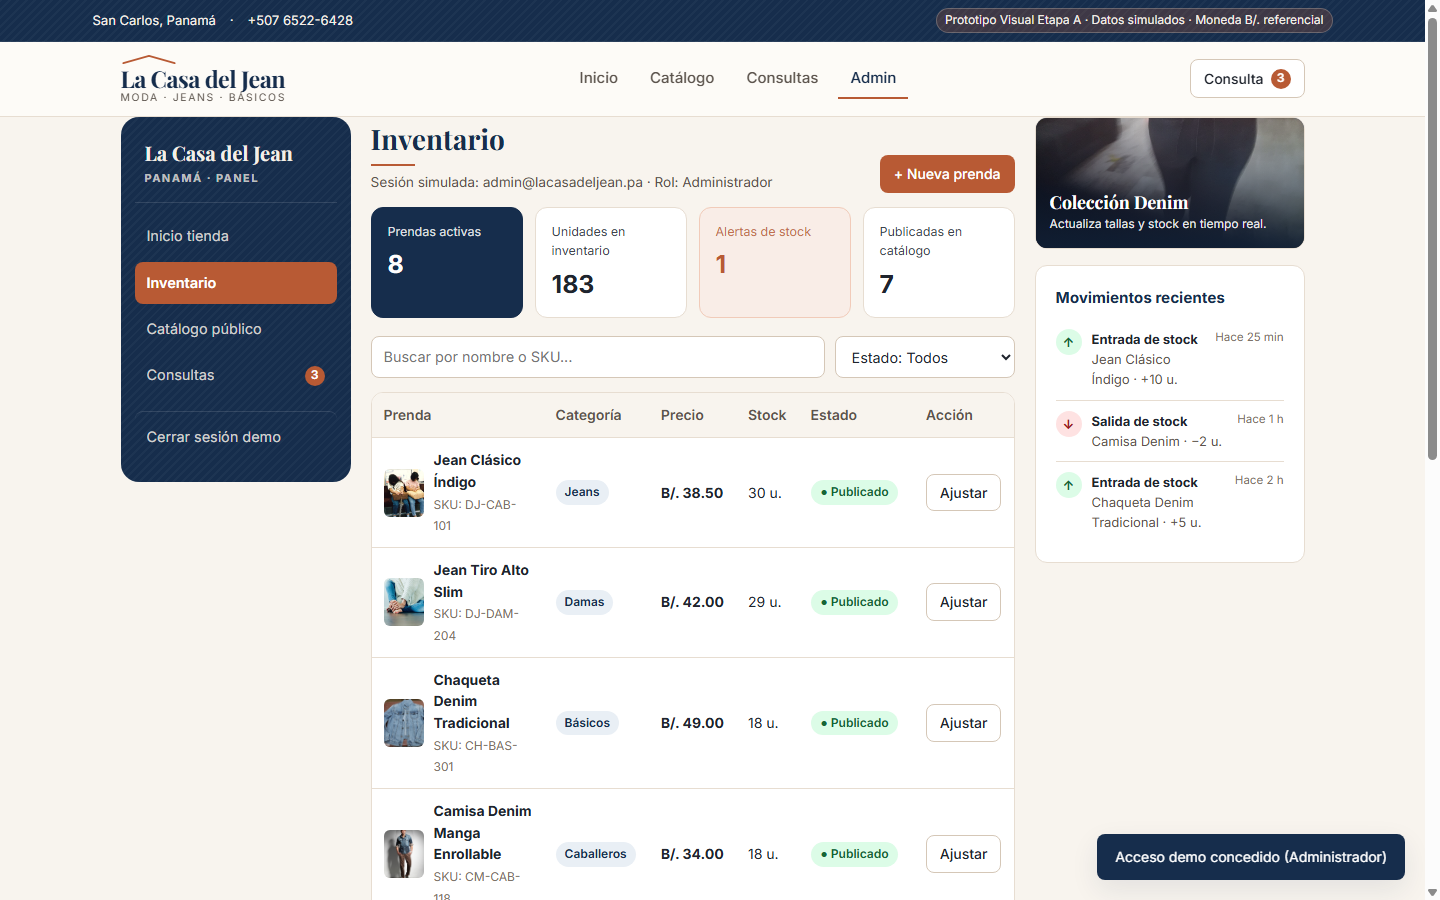 San Carlos, Panamá · +507 6522-6428
Prototipo Visual Etapa A · Datos simulados · Moneda B/. referencial
La Casa del Jean
MODA · JEANS · BÁSICOS
Inicio
Catálogo
Consultas
Admin
Consulta 3
La Casa del Jean
PANAMÁ · PANEL
Inicio tienda
Inventario
Catálogo público
Consultas 3
Cerrar sesión demo
Inventario
Sesión simulada: admin@lacasadeljean.pa · Rol: Administrador
+ Nueva prenda
Prendas activas
8
Unidades en
inventario
183
Alertas de stock
1
Publicadas en
catálogo
7
Buscar por nombre o SKU...
Estado: Todos
Prenda Categoría Precio Stock Estado Acción
Jean Clásico
Índigo
SKU: DJ-CAB-
101
Jeans
B/. 38.50
30 u.
● Publicado
Ajustar
Jean Tiro Alto
Slim
SKU: DJ-DAM-
204
Damas
B/. 42.00
29 u.
● Publicado
Ajustar
Chaqueta
Denim
Tradicional
SKU: CH-BAS-
301
Básicos
B/. 49.00
18 u.
● Publicado
Ajustar
Camisa Denim
Manga
Enrollable
SKU: CM-CAB-
118
Caballeros
B/. 34.00
18 u.
● Publicado
Ajustar
Colección Denim
Actualiza tallas y stock en tiempo real.
Movimientos recientes
↑ Entrada de stock Hace 25 min
Jean Clásico
Índigo · +10 u.
↓ Salida de stock Hace 1 h
Camisa Denim · −2 u.
↑ Entrada de stock Hace 2 h
Chaqueta Denim
Tradicional · +5 u.
Acceso demo concedido (Administrador)